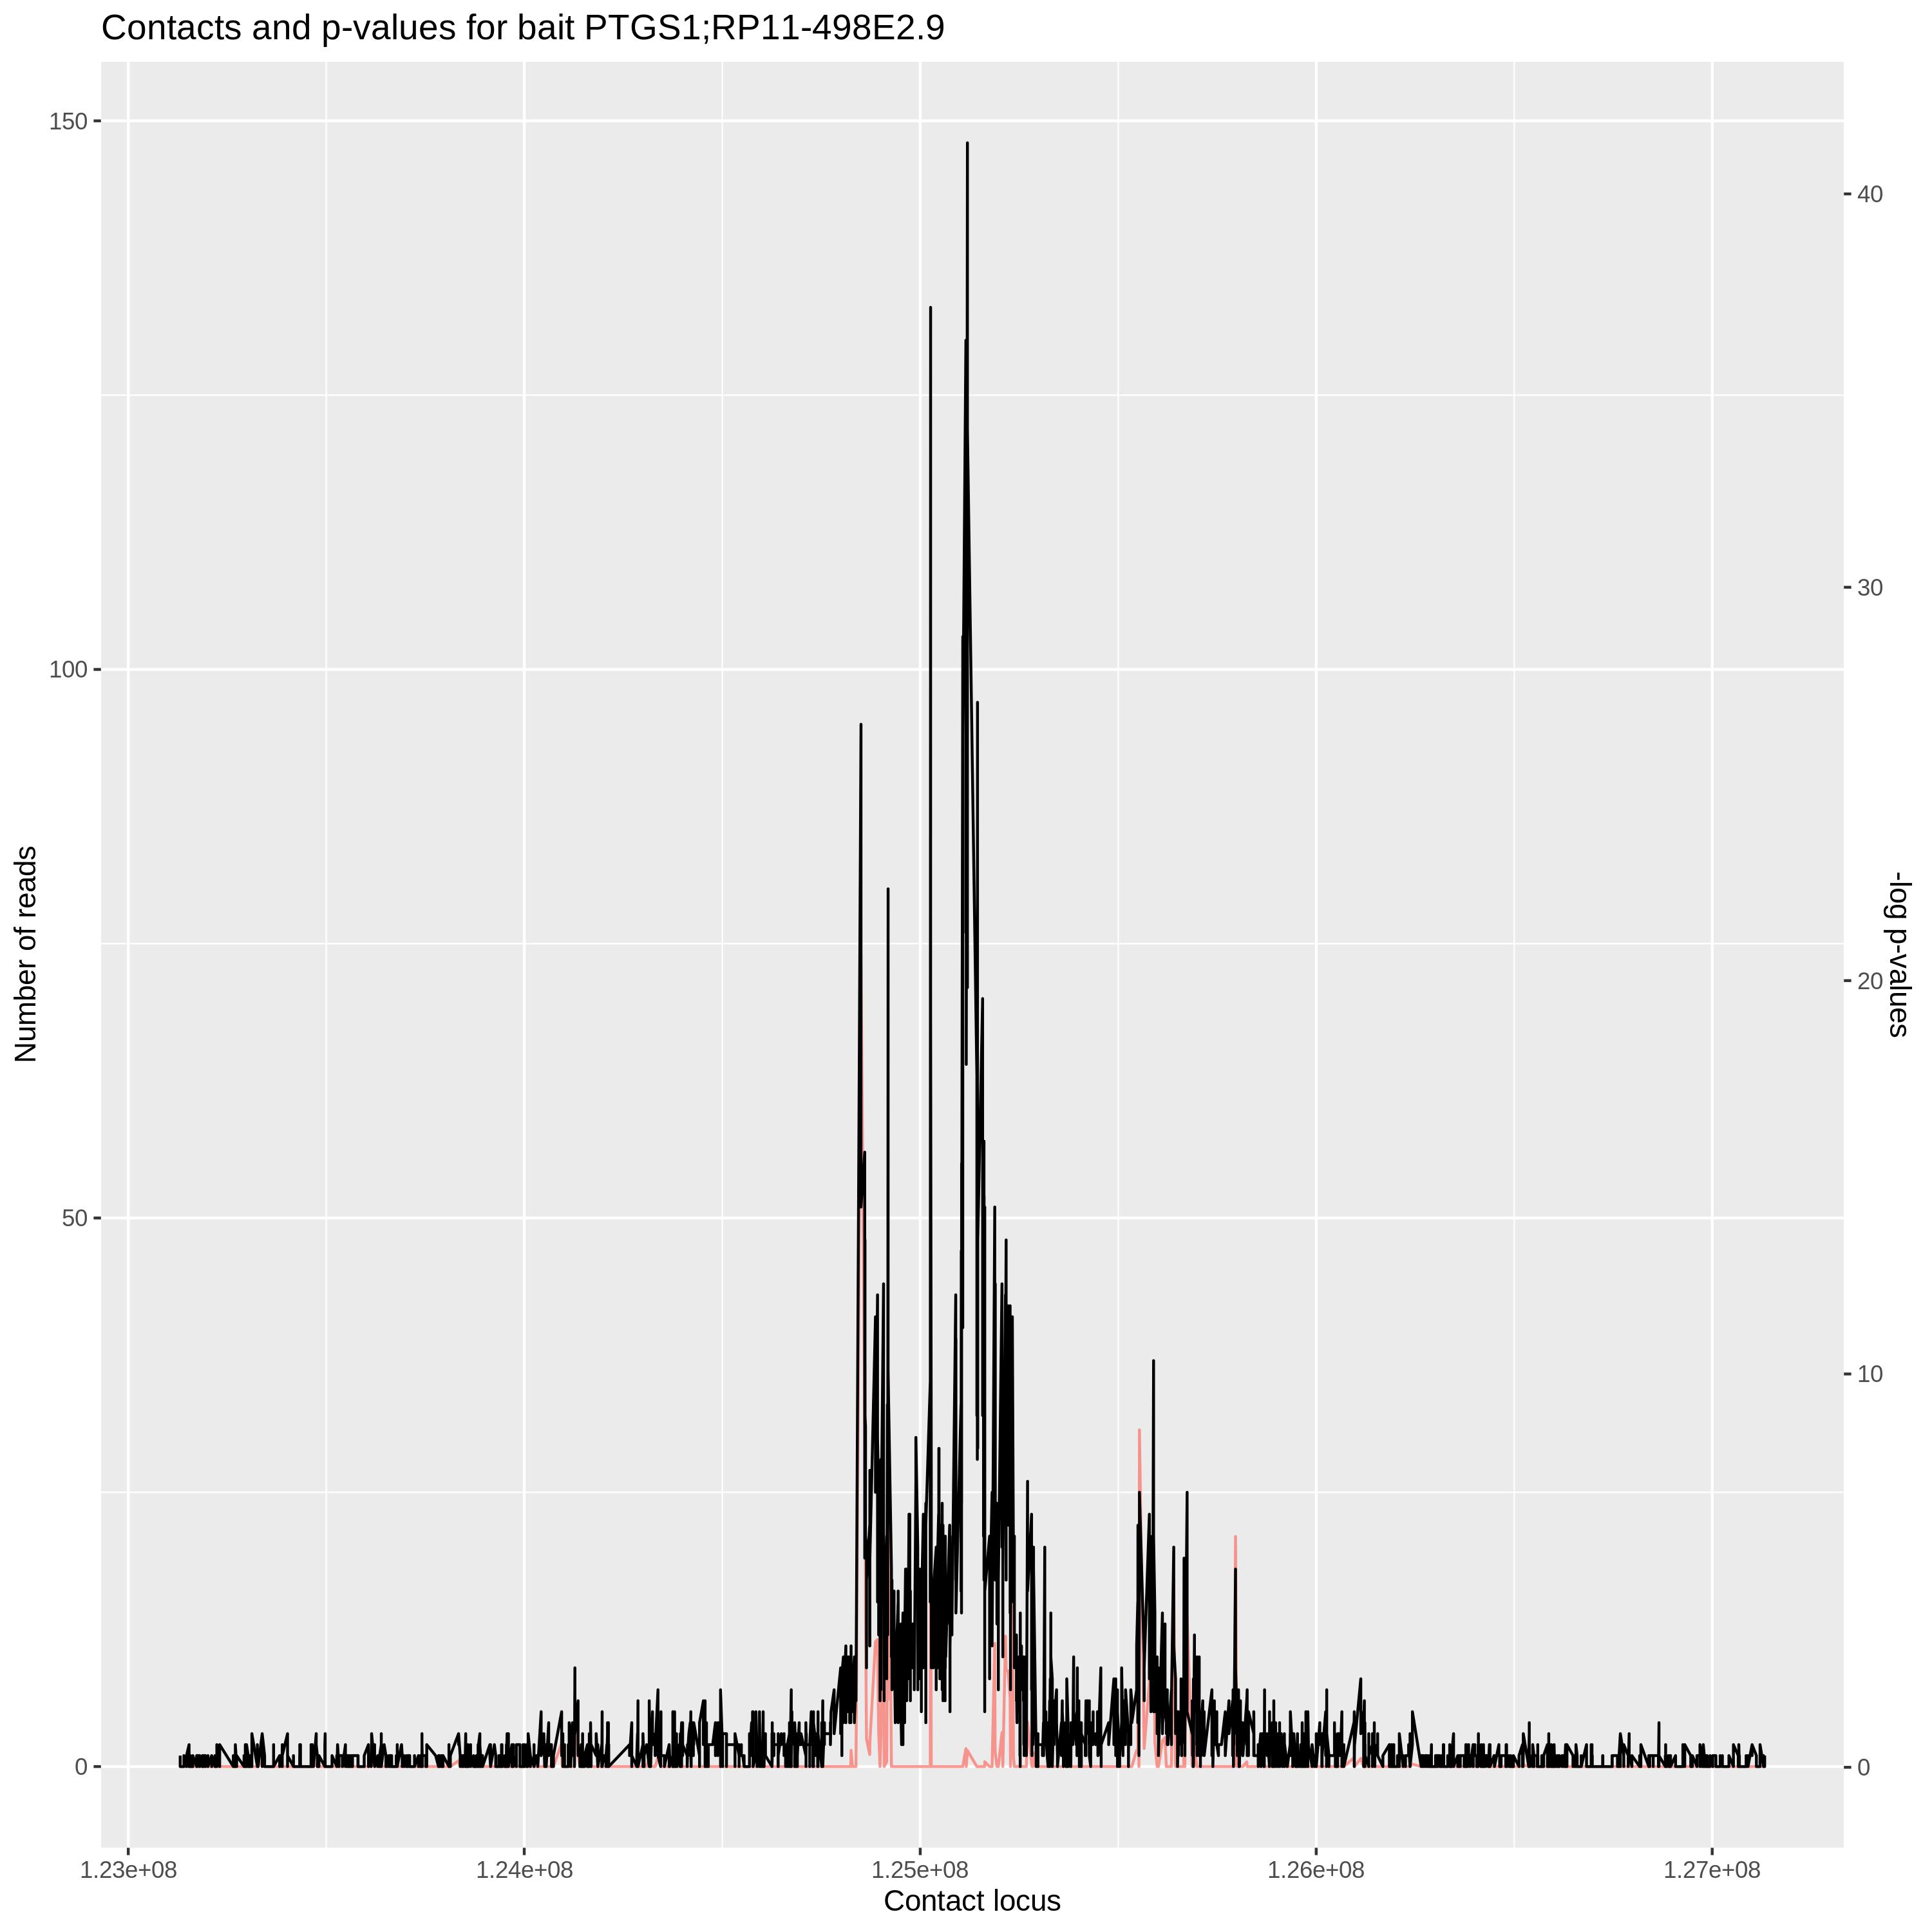 Contacts and p-values for bait PTGS1;RP11-498E2.9
150
100
50
0
Number of reads
40
30
20
10
0
-log p-values
1.23e+08
1.24e+08
1.25e+08
1.26e+08
1.27e+08
Contact locus